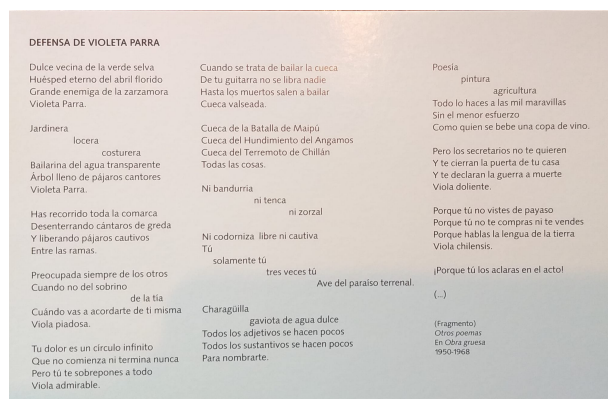 DEFENSA DE VIOLETA PARRA
Dulce vecina de la verde selva
Huésped eterno del abril florido
Grande enemiga de la zarzamora
Violeta Parra.
Jardinera
locera
costurera
Bailarina del agua transparente
Árbol lleno de pájaros cantores
Violeta Parra.
Has recorrido toda la comarca
Desenterrando cántaros de greda
Y liberando pájaros cautivos
Entre las ramas.
Preocupada siempre de los otros
Cuando no del sobrino
de la tía
Cuándo vas a acordarte de ti misma
Viola piadosa.
Tu dolor es un círculo infinito
Que no comienza ni termina nunca
Pero tú te sobrepones a todo
Viola admirable.
Cuando se trata de bailar la cueca
De tu guitarra no se libra nadie
Hasta los muertos salen a bailar
Cueca valseada.
Cueca de la Batalla de Maipú
Cueca del Hundimiento del Angamos
Cueca del Terremoto de Chillán
Todas las cosas.
Ni bandurria
ni tenca
ni zorzal
Ni codorniza libre ni cautiva
Tú
solamente tú
tres veces tú
Ave del paraíso terrenal.
Charagüilla
gaviota de agua dulce
Todos los adjetivos se hacen pocos
Todos los sustantivos se hacen pocos
Para nombrarte.
Poesía
pintura
agricultura
Todo lo haces a las mil maravillas
Sin el menor esfuerzo
Como quien se bebe una copa de vino.
Pero los secretarios no te quieren
Y te cierran la puerta de tu casa
Y te declaran la guerra a muerte
Viola doliente.
Porque tú no vistes de payaso
Porque tú no te compras ni te vendes
Porque hablas la lengua de la tierra
Viola chilensis.
¡Porque tú los aclaras en el acto!
(...)
(Fragmento)
Otros poemas
En Obra gruesa
1950-1968